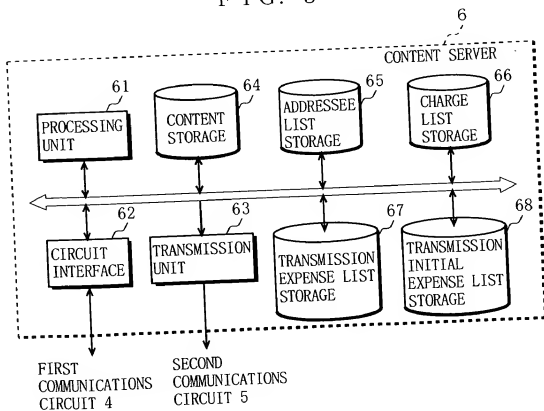 6
CONTENT SERVER
61
PROCESSING
UNIT
64
CONTENT
STORAGE
65
ADDRESSEE
LIST
STORAGE
66
CHARGE
LIST
STORAGE
62
CIRCUIT
INTERFACE
63
TRANSMISSION
UNIT
67
TRANSMISSION
EXPENSE LIST
STORAGE
68
TRANSMISSION
INITIAL
EXPENSE LIST
STORAGE
FIRST
COMMUNICATIONS
CIRCUIT 4
SECOND
COMMUNICATIONS
CIRCUIT 5